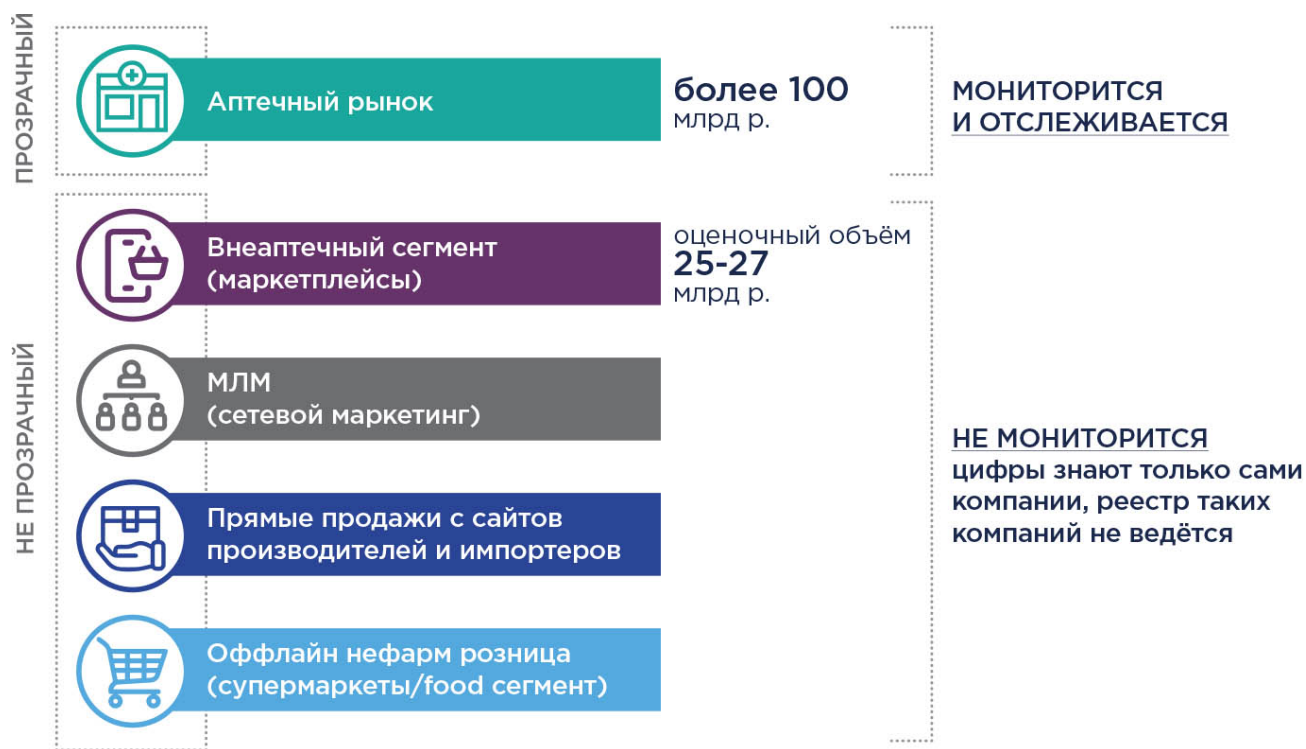 ПРОЗРАЧНЫЙ
Аптечный рынок
более 100
млрд р.
МОНИТОРИТСЯ
И ОТСЛЕЖИВАЕТСЯ
НЕ ПРОЗРАЧНЫЙ
Внеаптечный сегмент
(маркетплейсы)
оценочный объём
25-27
млрд р.
МЛМ
(сетевой маркетинг)
Прямые продажи с сайтов
производителей и импортеров
Оффлайн нефарм розница
(супермаркеты/food сегмент)
НЕ МОНИТОРИТСЯ
цифры знают только сами
компании, реестр таких
компаний не ведётся